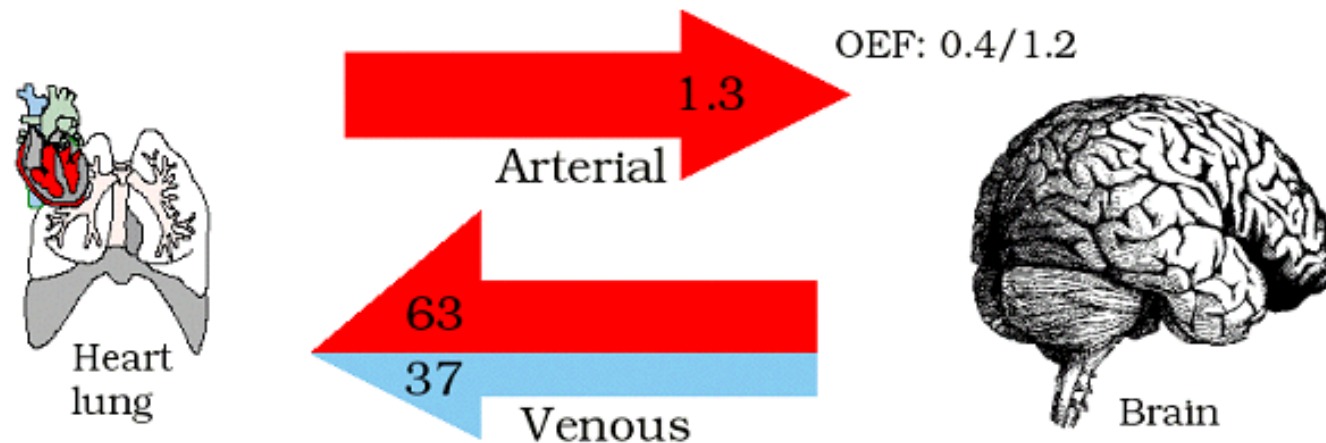 OEF: 0.4/1.2
1.3
Arterial
63
37
Venous
Heart
lung
Brain